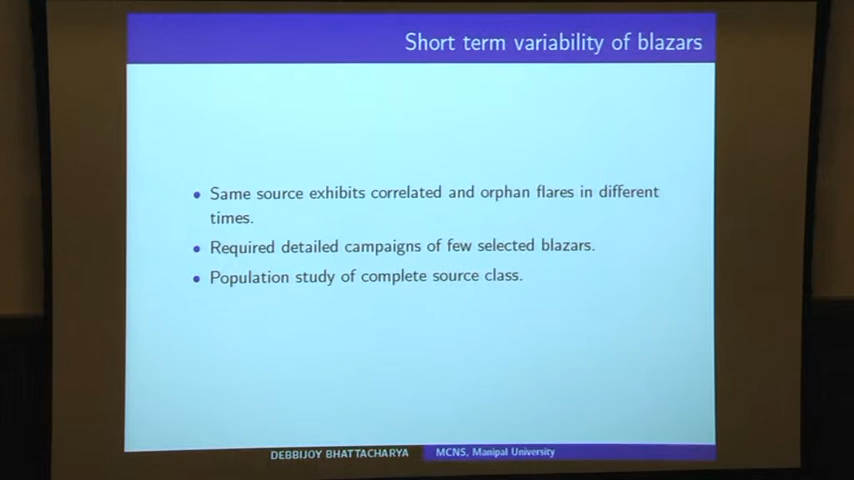 Short term variability of blazars
Same source exhibits correlated and orphan flares in different
times.
Required detailed campaigns of few selected blazars.
Population study of complete source class.
DEBBIJOY BHATTACHARYA MCNS, Manipal University